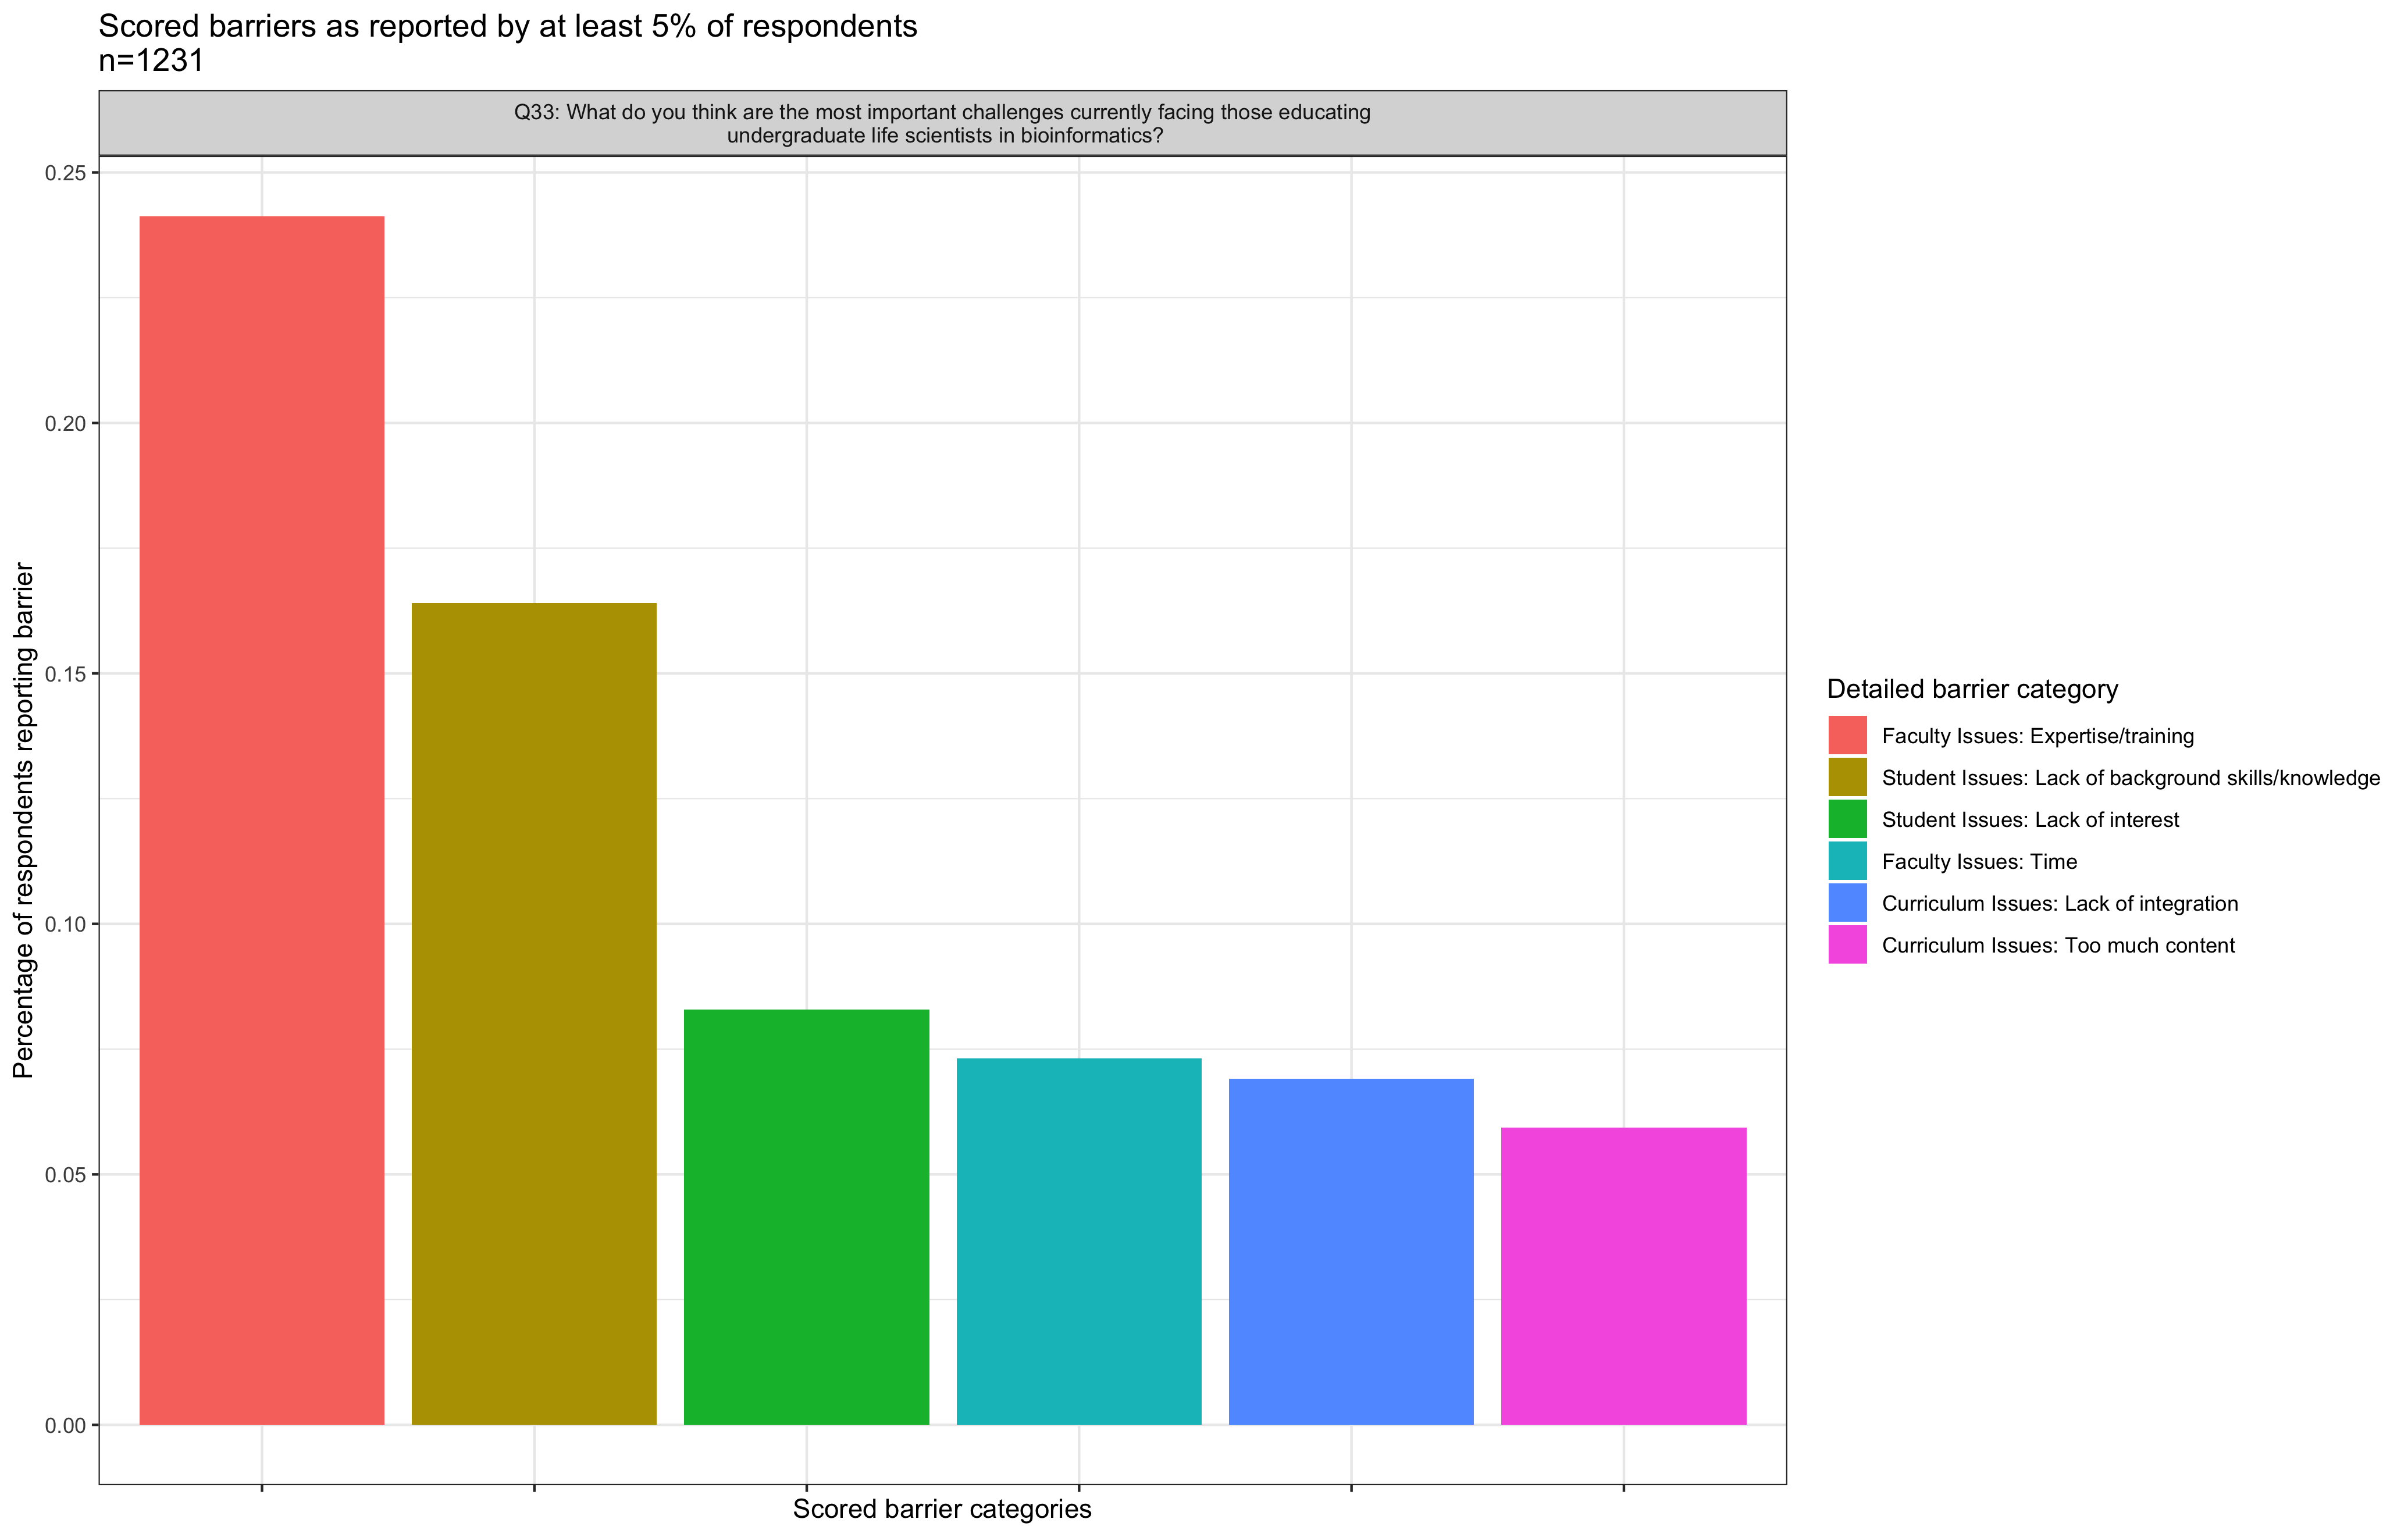 Scored barriers as reported by at least 5% of respondents
n=1231
Q33: What do you think are the most important challenges currently facing those educating
undergraduate life scientists in bioinformatics?
Percentage of respondents reporting barrier
0.25
0.20
0.15
0.10
0.05
0.00
Scored barrier categories
Detailed barrier category
Faculty Issues: Expertise/training
Student Issues: Lack of background skills/knowledge
Student Issues: Lack of interest
Faculty Issues: Time
Curriculum Issues: Lack of integration
Curriculum Issues: Too much content